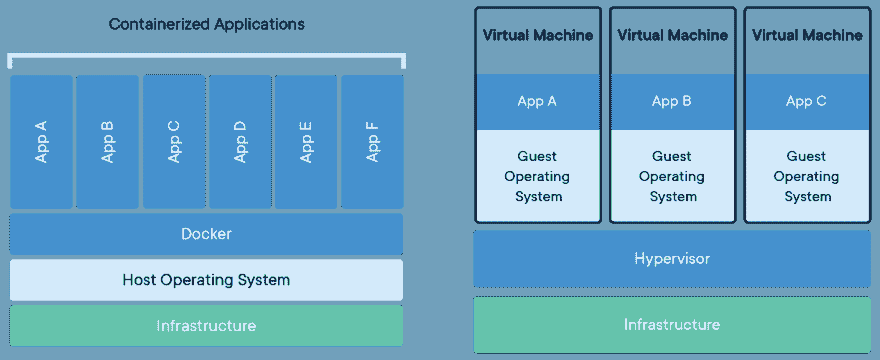 Containerized Applications
App A
App B
App C
App D
App E
App F
Docker
Host Operating System
Infrastructure
Virtual Machine
App A
Guest
Operating
System
Virtual Machine
App B
Guest
Operating
System
Virtual Machine
App C
Guest
Operating
System
Hypervisor
Infrastructure